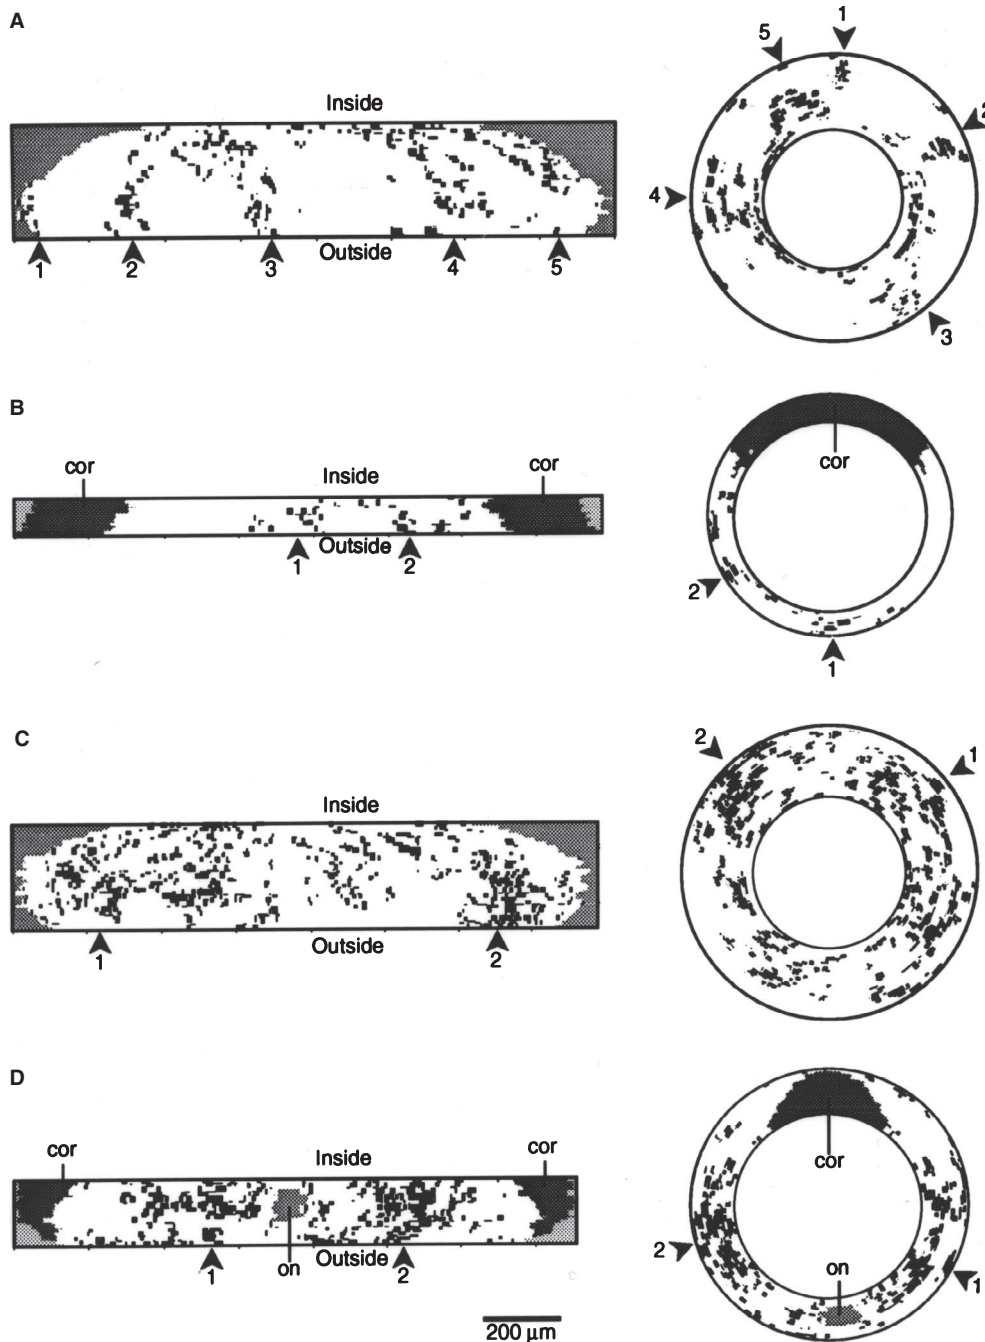 A
Inside
Outside
1 2 3 4 5
1
2
3
4
5
B
cor
cor
Inside
Outside
1 2
cor
2
1
C
Inside
Outside
1 2
2
1
D
cor
cor
Inside
Outside
1
on
2
cor
2
on
1
200 μm